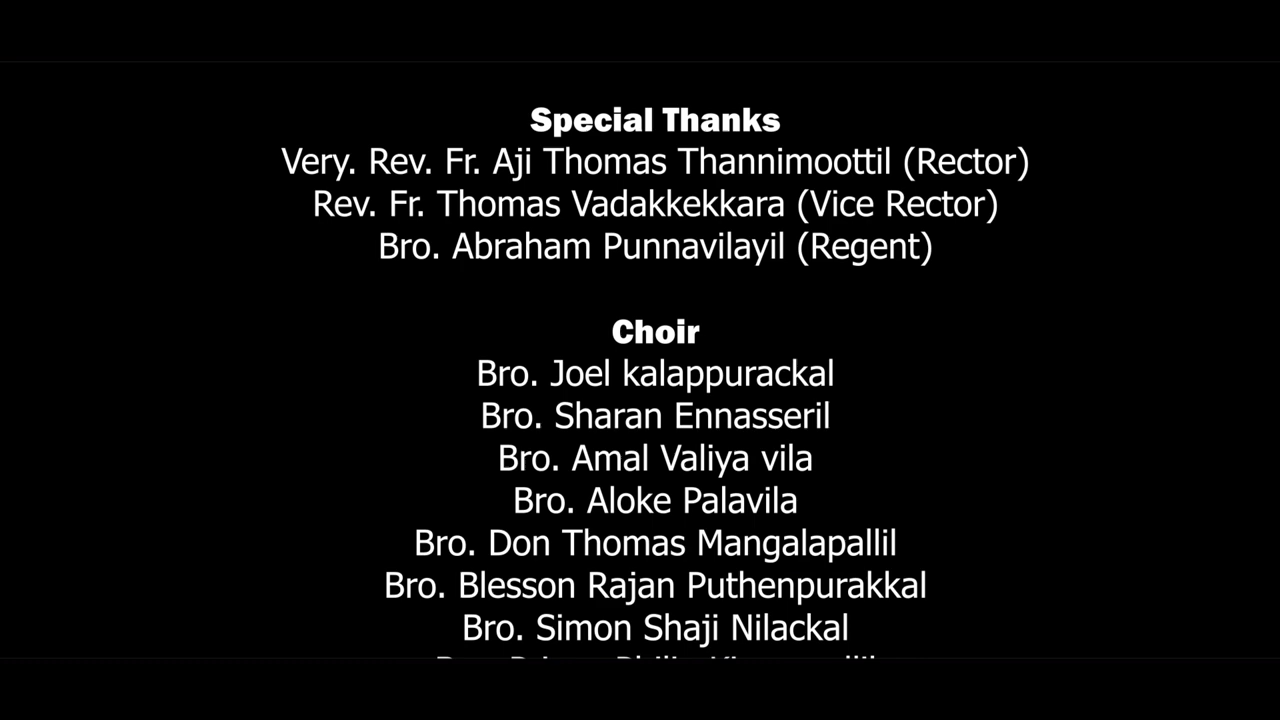 Special Thanks
Very. Rev. Fr. Aji Thomas Thannimoottil (Rector)
Rev. Fr. Thomas Vadakkekkara (Vice Rector)
Bro. Abraham Punnavilayil (Regent)
Choir
Bro. Joel kalappurackal
Bro. Sharan Ennasseril
Bro. Amal Valiya vila
Bro. Aloke Palavila
Bro. Don Thomas Mangalapallil
Bro. Blesson Rajan Puthenpurakkal
Bro. Simon Shaji Nilackal